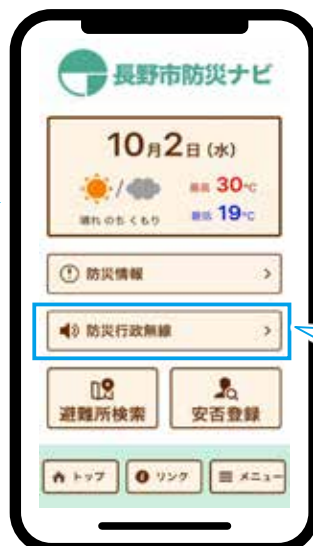 長野市防災ナビ
10月2日(水)
最高 30℃
晴れ のち くもり
最低 19℃
防災情報
防災行政無線
避難所検索
安否登録
トップ
リンク
メニュー